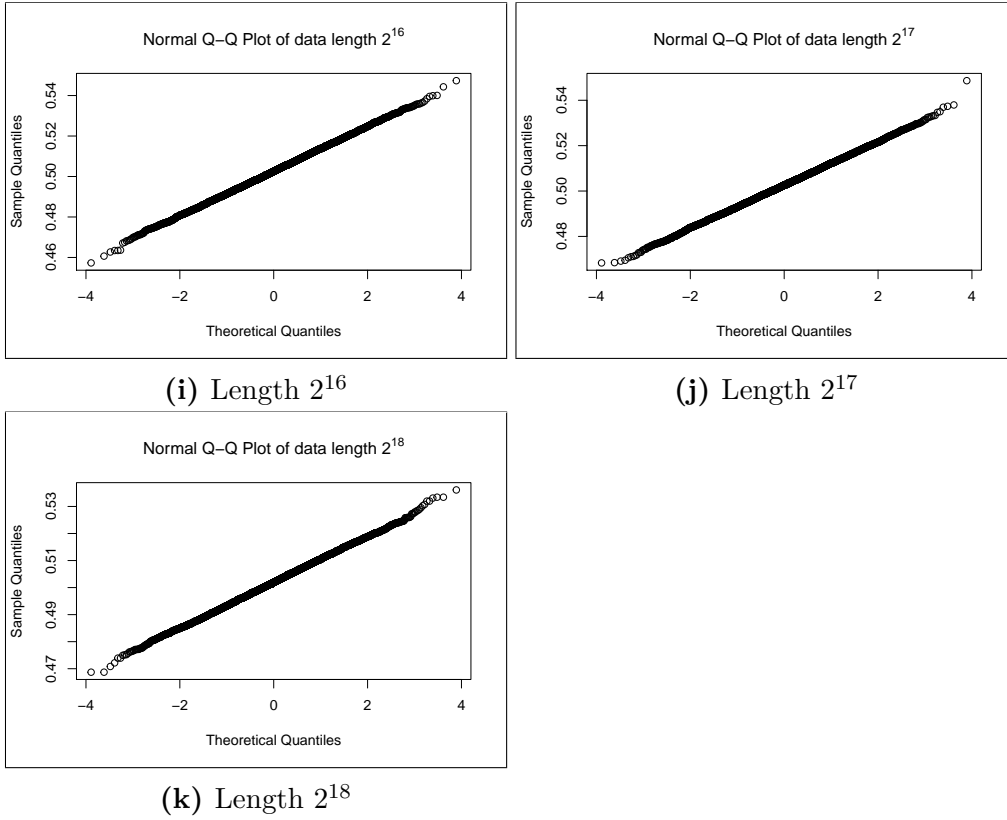 Normal Q−Q Plot of data length 2^16
Sample Quantiles
0.46 0.48 0.50 0.52 0.54
−4 −2 0 2 4
Theoretical Quantiles
(i) Length 2^16
Normal Q−Q Plot of data length 2^17
Sample Quantiles
0.48 0.50 0.52 0.54
−4 −2 0 2 4
Theoretical Quantiles
(j) Length 2^17
Normal Q−Q Plot of data length 2^18
Sample Quantiles
0.47 0.49 0.51 0.53
−4 −2 0 2 4
Theoretical Quantiles
(k) Length 2^18